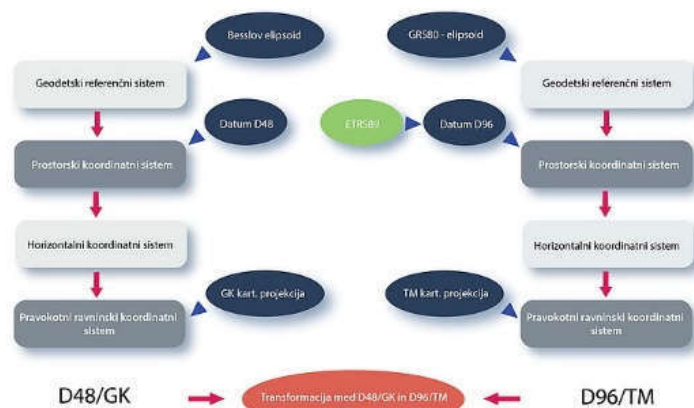 Besslov elipsoid
GRS80 - elipsoid
Geodetski referenčni sistem
Geodetski referenčni sistem
Datum D48
ETRS89
Datum D96
Prostorski koordinatni sistem
Prostorski koordinatni sistem
Horizontalni koordinatni sistem
Horizontalni koordinatni sistem
GK kart. projekcija
TM kart. projekcija
Pravokotni ravninski koordinatni
sistem
Pravokotni ravninski koordinatni
sistem
D48/GK
Transformacija med D48/GK in D96/TM
D96/TM